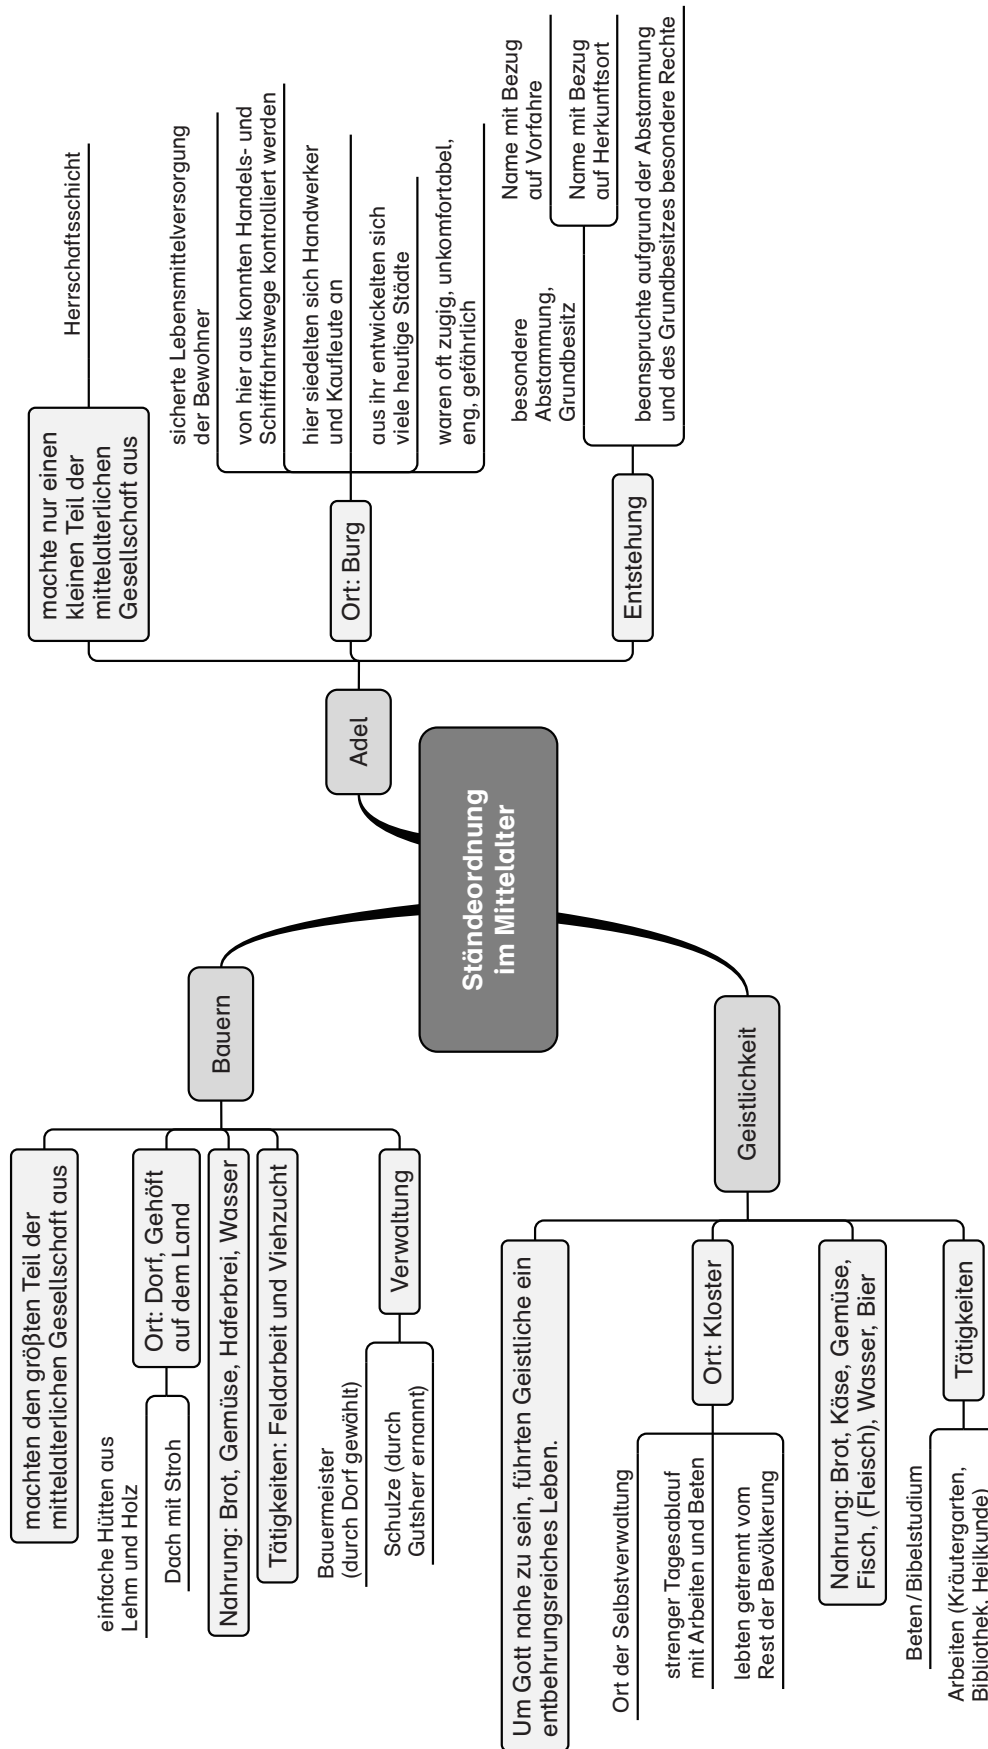 Ständeordnung
im Mittelalter
Bauern
machten den größten Teil der
mittelalterlichen Gesellschaft aus
Ort: Dorf, Gehöft
auf dem Land
einfache Hütten aus
Lehm und Holz
Dach mit Stroh
Nahrung: Brot, Gemüse, Haferbrei, Wasser
Tätigkeiten: Feldarbeit und Viehzucht
Verwaltung
Bauermeister
(durch Dorf gewählt)
Schulze (durch
Gutsherr ernannt)
Adel
machte nur einen
kleinen Teil der
mittelalterlichen
Gesellschaft aus
Herrschaftsschicht
Ort: Burg
sicherte Lebensmittelversorgung
der Bewohner
von hier aus konnten Handels- und
Schifffahrtswege kontrolliert werden
hier siedelten sich Handwerker
und Kaufleute an
aus ihr entwickelten sich
viele heutige Städte
waren oft zugig, unkomfortabel,
eng, gefährlich
Entstehung
besondere
Abstammung,
Grundbesitz
Name mit Bezug
auf Vorfahre
Name mit Bezug
auf Herkunftsort
beanspruchte aufgrund der Abstammung
und des Grundbesitzes besondere Rechte
Geistlichkeit
Um Gott nahe zu sein, führten Geistliche ein
entbehrungsreiches Leben.
Ort: Kloster
Ort der Selbstverwaltung
strenger Tagesablauf
mit Arbeiten und Beten
lebten getrennt vom
Rest der Bevölkerung
Nahrung: Brot, Käse, Gemüse,
Fisch, (Fleisch), Wasser, Bier
Tätigkeiten
Beten / Bibelstudium
Arbeiten (Kräutergarten,
Bibliothek, Heilkunde)